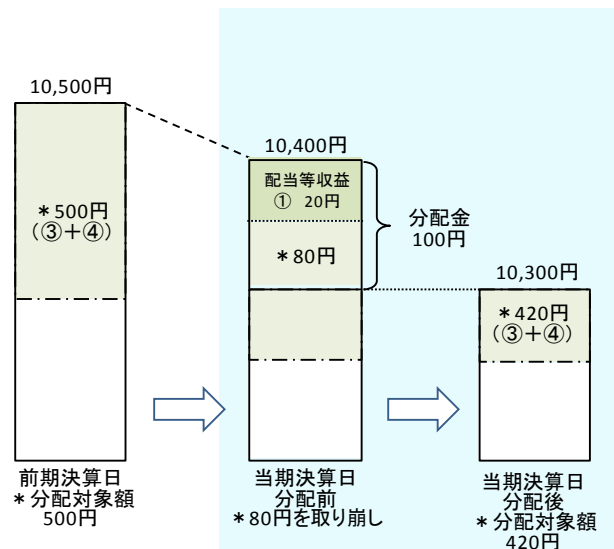 10,500円
＊500円
（③＋④）
前期決算日
＊分配対象額
500円
10,400円
配当等収益
① 20円
＊80円
分配金
100円
当期決算日
分配前
＊80円を取り崩し
10,300円
＊420円
（③＋④）
当期決算日
分配後
＊分配対象額
420円